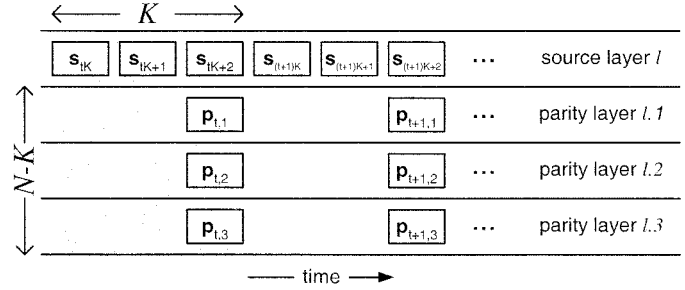 K
s_tK s_tK+1 s_tK+2 s_(t+1)K s_(t+1)K+1 s_(t+1)K+2 ... source layer l
p_t,1 p_t+1,1 ... parity layer l.1
N-K
p_t,2 p_t+1,2 ... parity layer l.2
p_t,3 p_t+1,3 ... parity layer l.3
time